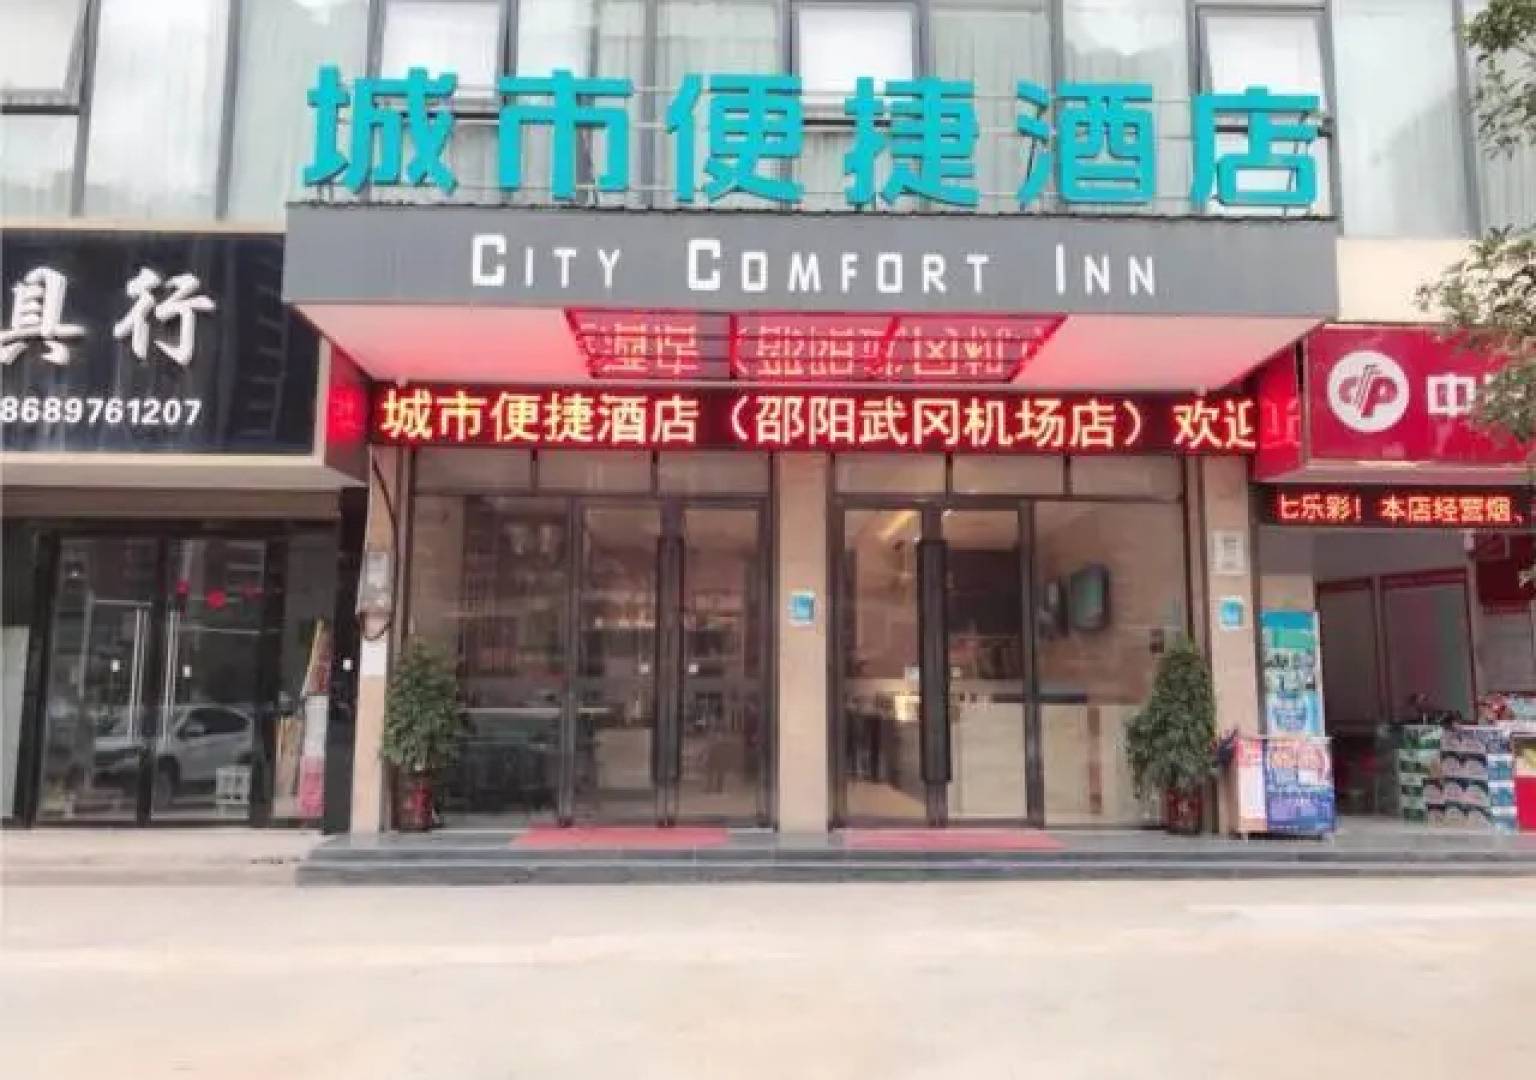 城市便捷酒店
CITY COMFORT INN
具行
8689761207
城市便捷酒店（邵阳武冈机场店）欢迎
中
七乐彩！本店经营烟、